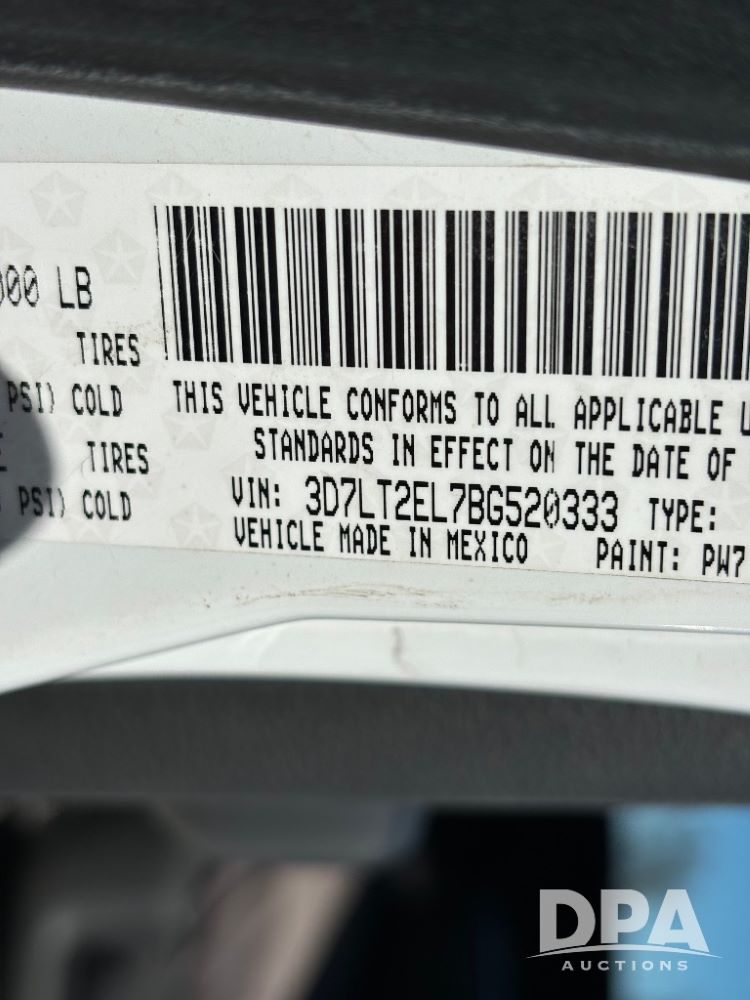 000 LB
TIRES
PSI) COLD
THIS VEHICLE CONFORMS TO ALL APPLICABLE U
STANDARDS IN EFFECT ON THE DATE OF
TIRES
PSI) COLD
VIN: 3D7LT2EL7BG520333 TYPE:
VEHICLE MADE IN MEXICO PAINT: PW7
DPA
AUCTIONS